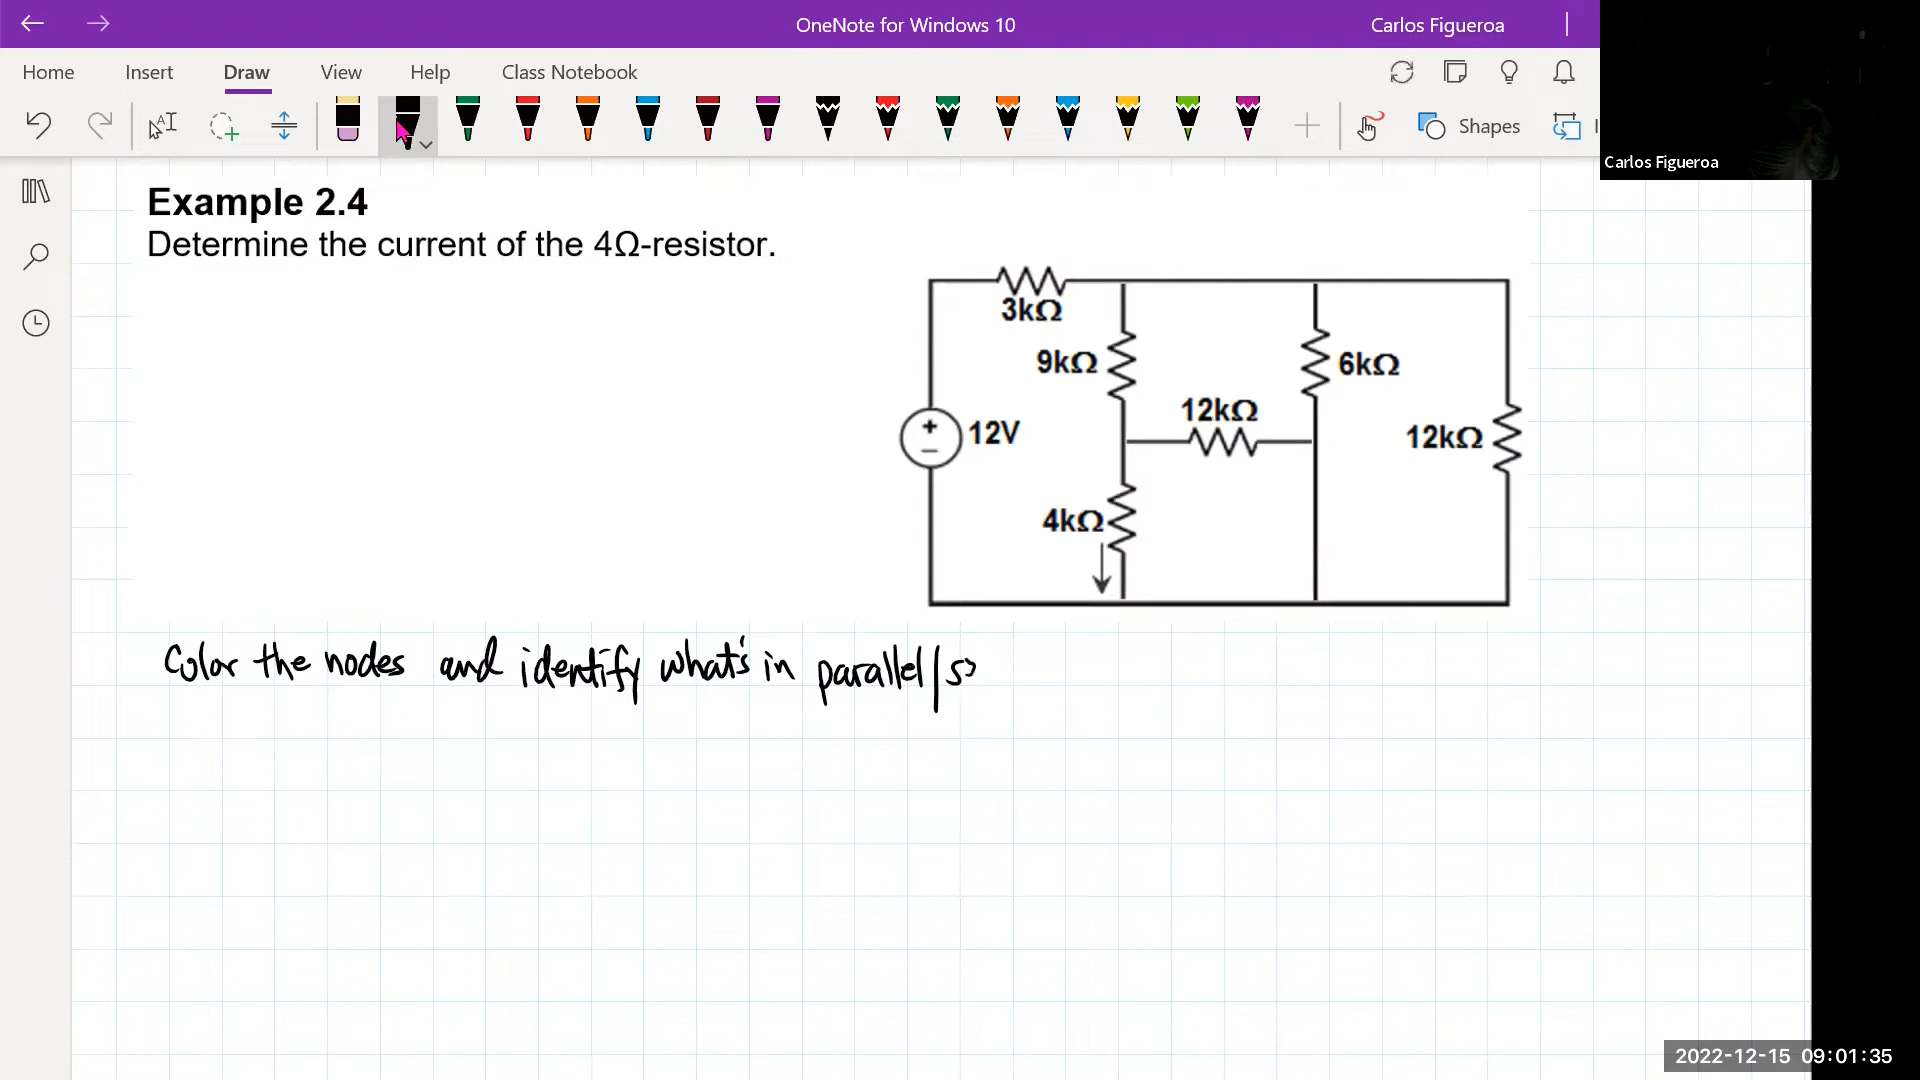 OneNote for Windows 10
Carlos Figueroa
Home Insert Draw View Help Class Notebook
Shapes
Carlos Figueroa
Example 2.4
Determine the current of the 4Ω-resistor.
3kΩ
9kΩ
6kΩ
12kΩ
12V
12kΩ
4kΩ
Color the nodes and identify what's in parallel/s
2022-12-15 09:01:35